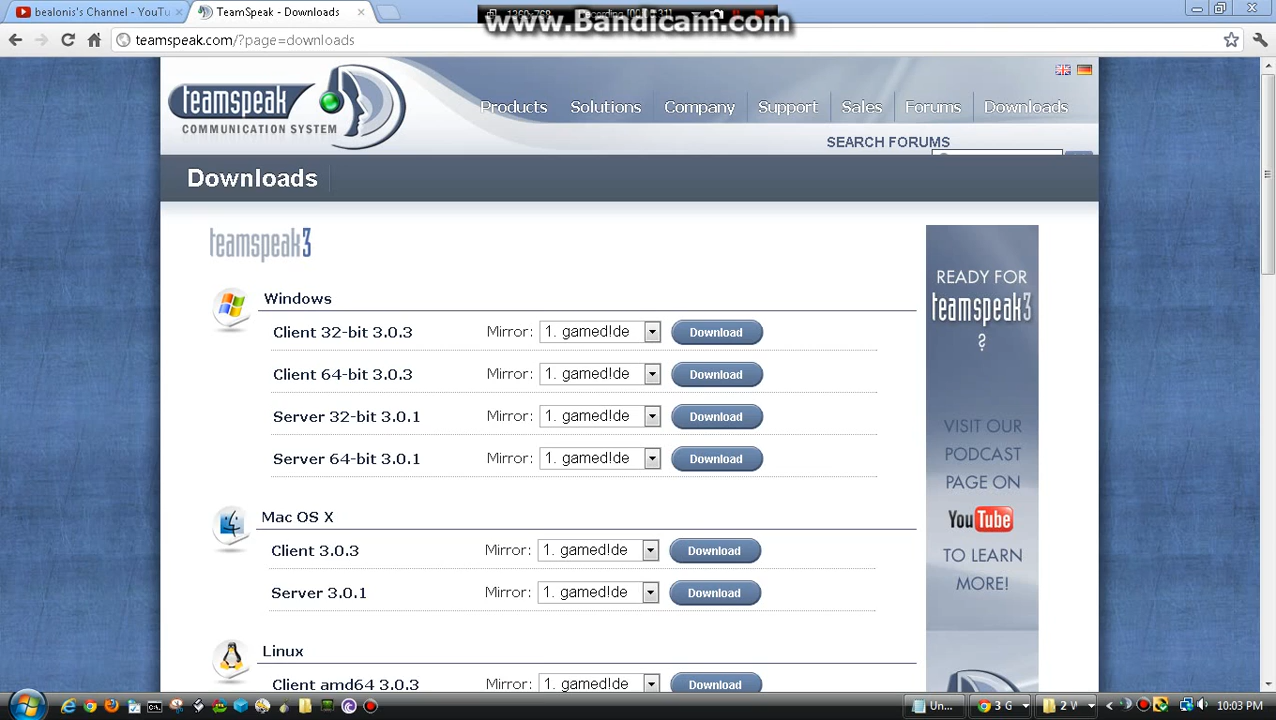 bealonis's Channel - YouTu
TeamSpeak - Downloads
www.Bandicam.com
teamspeak.com/?page=downloads
teamspeak
COMMUNICATION SYSTEM
Products
Solutions
Company
Support
Sales
Forums
Downloads
SEARCH FORUMS
Downloads
teamspeak3
Windows
Client 32-bit 3.0.3 Mirror: 1. gamed!de Download
Client 64-bit 3.0.3 Mirror: 1. gamed!de Download
Server 32-bit 3.0.1 Mirror: 1. gamed!de Download
Server 64-bit 3.0.1 Mirror: 1. gamed!de Download
Mac OS X
Client 3.0.3 Mirror: 1. gamed!de Download
Server 3.0.1 Mirror: 1. gamed!de Download
Linux
Client amd64 3.0.3 Mirror: 1. gamed!de Download
READY FOR
teamspeak3
?
VISIT OUR
PODCAST
PAGE ON
YouTube
TO LEARN
MORE!
Un...
3 G
2 W
10:03 PM